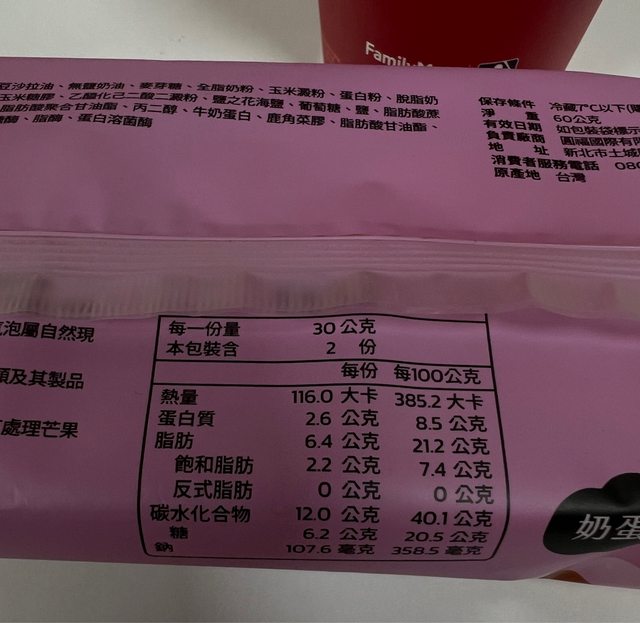 Family
豆沙拉油、無鹽奶油、麥芽糖、全脂奶粉、玉米澱粉、蛋白粉、脫脂奶
玉米糖膠、乙醯化己二酸二澱粉、鹽之花海鹽、葡萄糖、鹽、脂肪酸蔗
脂肪酸聚合甘油酯、丙二醇、牛奶蛋白、鹿角菜膠、脂肪酸甘油酯、
酶、脂酶、蛋白溶菌酶
保存條件 冷藏7°C以下
淨 重 60公克
有效日期 如包裝袋標示
負責廠商 圓福國際有限
地 址 新北市土城
消費者服務電話 080
原產地 台灣
氣泡屬自然現
類及其製品
處理芒果
每一份量 30 公克
本包裝含 2 份
每份 每100公克
熱量 116.0 大卡 385.2 大卡
蛋白質 2.6 公克 8.5 公克
脂肪 6.4 公克 21.2 公克
飽和脂肪 2.2 公克 7.4 公克
反式脂肪 0 公克 0 公克
碳水化合物 12.0 公克 40.1 公克
糖 6.2 公克 20.5 公克
鈉 107.6 毫克 358.5 毫克
奶蛋